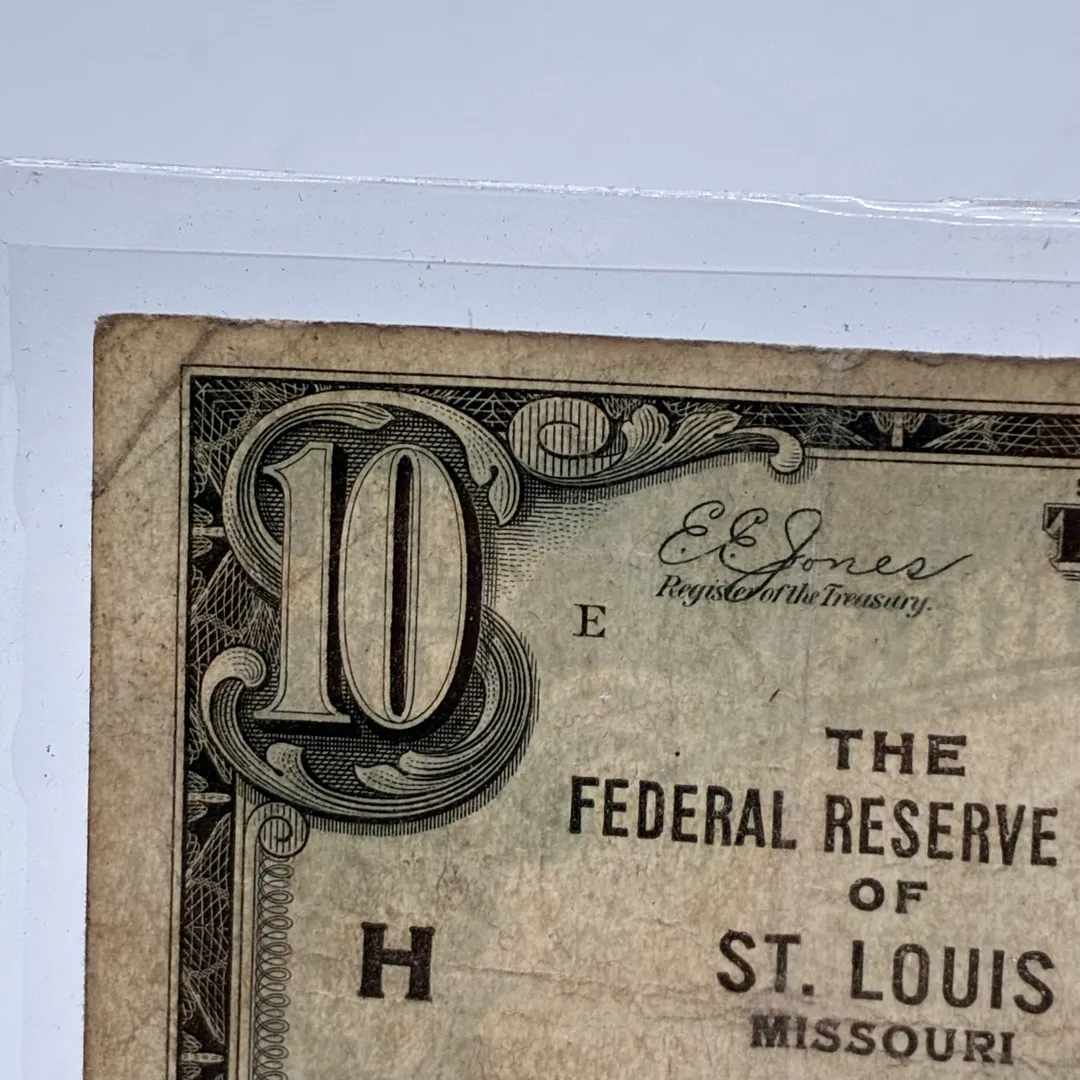 10
E. E. Jones
Register of the Treasury.
E
THE
FEDERAL RESERVE
OF
H
ST. LOUIS
MISSOURI